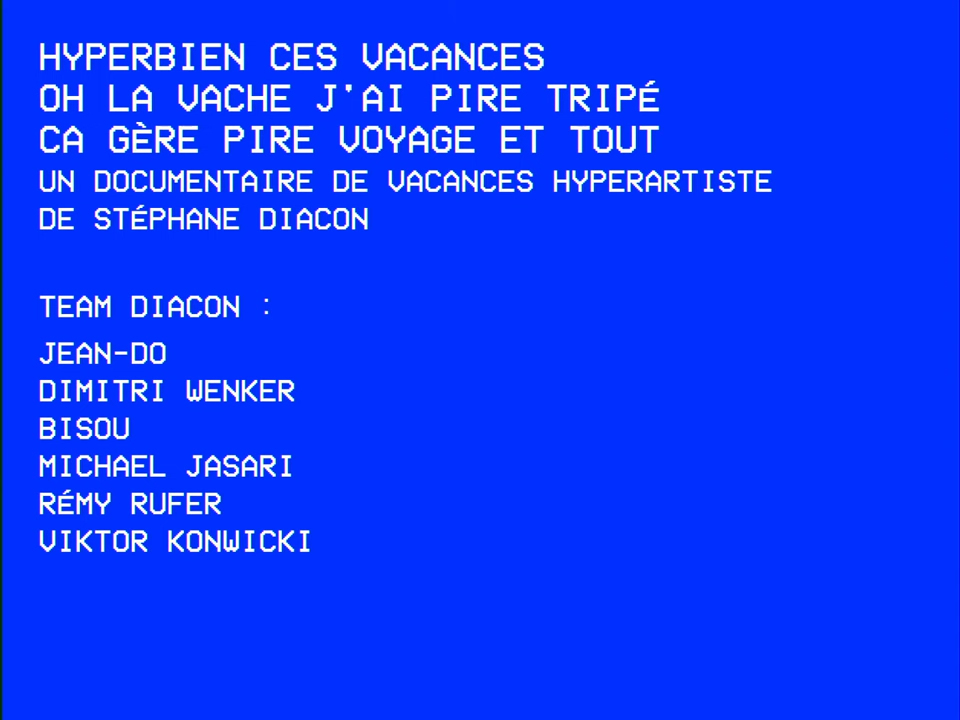 HYPERBIEN CES VACANCES
OH LA VACHE J'AI PIRE TRIPÉ
CA GÈRE PIRE VOYAGE ET TOUT
UN DOCUMENTAIRE DE VACANCES HYPERARTISTE
DE STÉPHANE DIACON
TEAM DIACON :
JEAN-DO
DIMITRI WENKER
BISOU
MICHAEL JASARI
RÉMY RUFER
VIKTOR KONWICKI